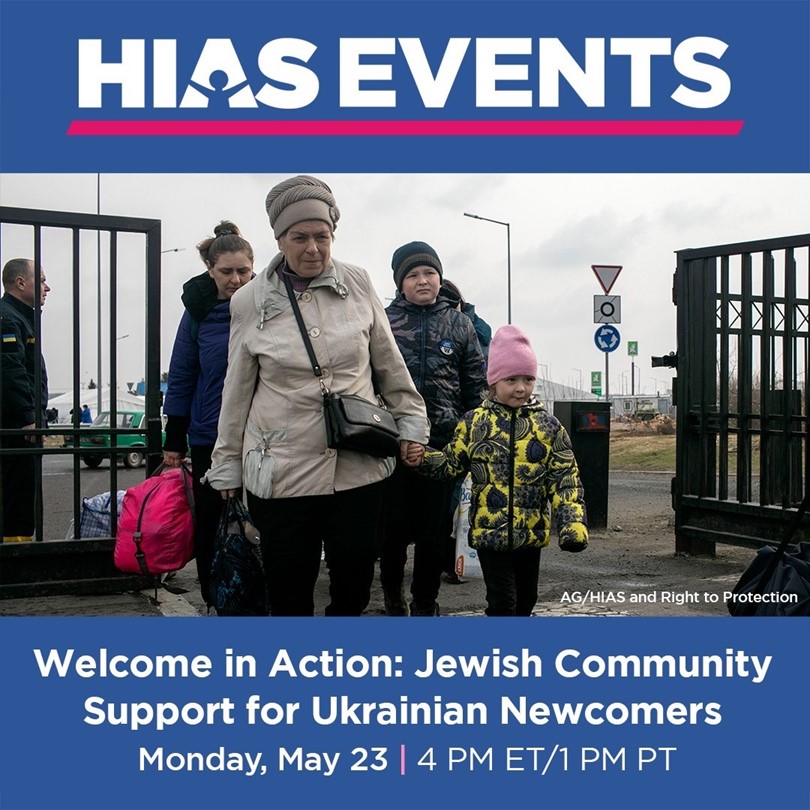 HIAS EVENTS
AG/HIAS and Right to Protection
Welcome in Action: Jewish Community
Support for Ukrainian Newcomers
Monday, May 23 | 4 PM ET/1 PM PT